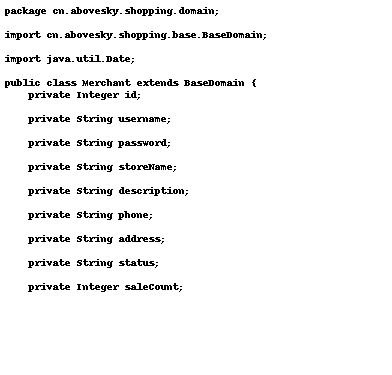 package cn.abovesky.shopping.domain;
import cn.abovesky.shopping.base.BaseDomain;
import java.util.Date;
public class Merchant extends BaseDomain {
    private Integer id;
    private String username;
    private String password;
    private String storeName;
    private String description;
    private String phone;
    private String address;
    private String status;
    private Integer saleCount;